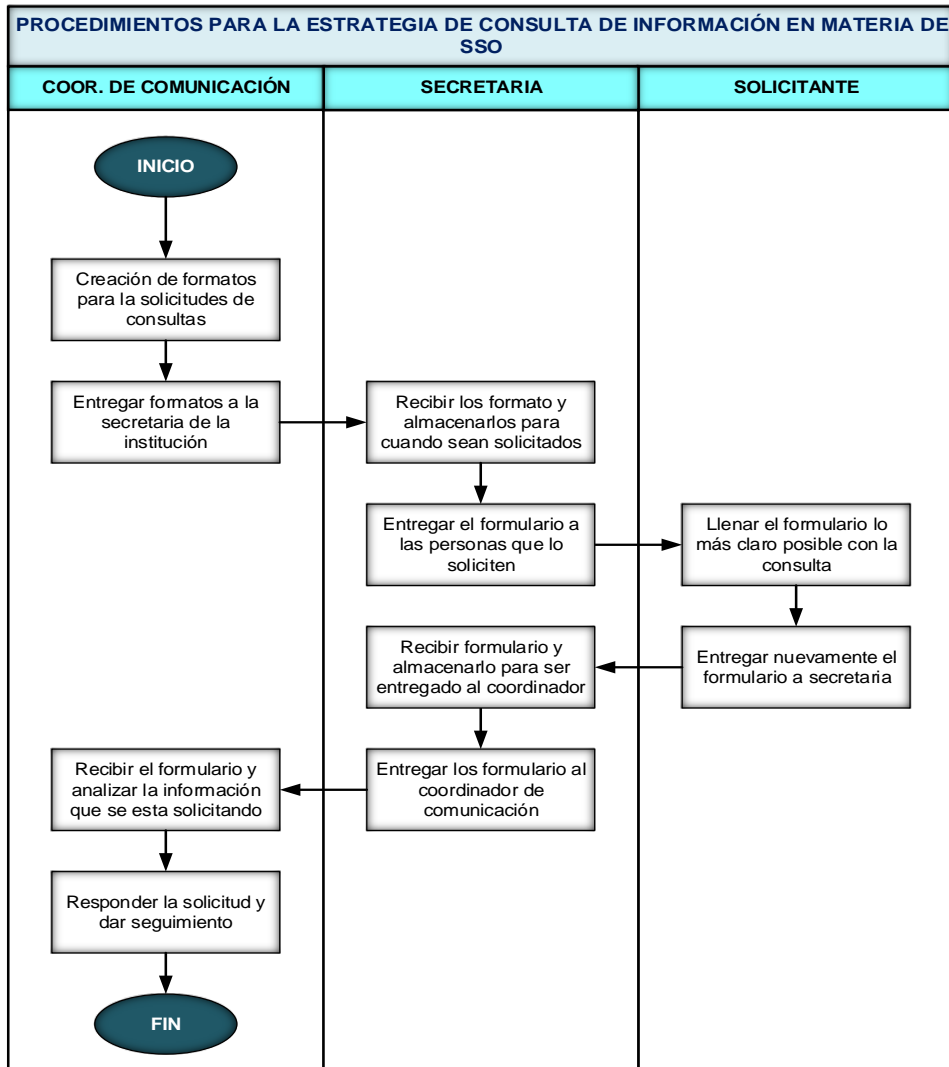 PROCEDIMIENTOS PARA LA ESTRATEGIA DE CONSULTA DE INFORMACIÓN EN MATERIA DE
SSO
COOR. DE COMUNICACIÓN
SECRETARIA
SOLICITANTE
INICIO
Creación de formatos
para la solicitudes de
consultas
Entregar formatos a la
secretaria de la
institución
Recibir los formato y
almacenarlos para
cuando sean solicitados
Entregar el formulario a
las personas que lo
soliciten
Llenar el formulario lo
más claro posible con la
consulta
Entregar nuevamente el
formulario a secretaria
Recibir formulario y
almacenarlo para ser
entregado al coordinador
Entregar los formulario al
coordinador de
comunicación
Recibir el formulario y
analizar la información
que se esta solicitando
Responder la solicitud y
dar seguimiento
FIN